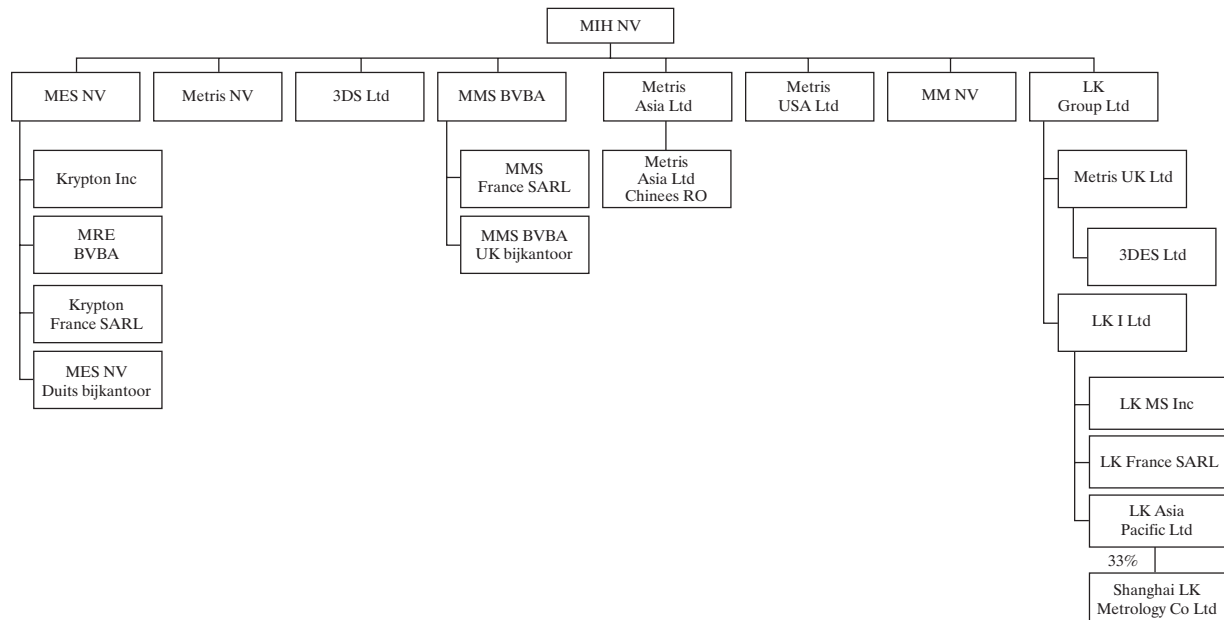 MIH NV
MES NV
Metris NV
3DS Ltd
MMS BVBA
Metris
Asia Ltd
Metris
USA Ltd
MM NV
LK
Group Ltd
Krypton Inc
MRE
BVBA
Krypton
France SARL
MES NV
Duits bijkantoor
MMS
France SARL
MMS BVBA
UK bijkantoor
Metris
Asia Ltd
Chinees RO
Metris UK Ltd
3DES Ltd
LK I Ltd
LK MS Inc
LK France SARL
LK Asia
Pacific Ltd
33%
Shanghai LK
Metrology Co Ltd